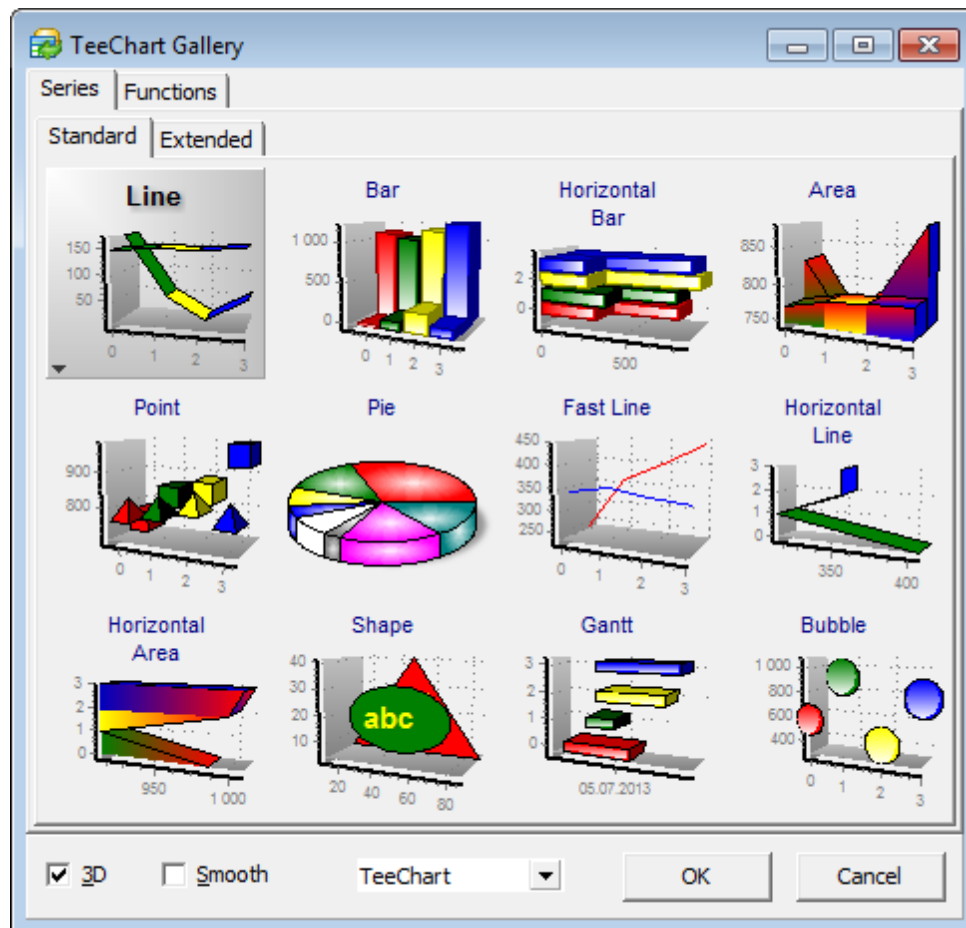 TeeChart Gallery
Series
Functions
Standard
Extended
Line
150
100
50
0
1
2
3
Bar
1 000
500
0
0
1
2
3
Horizontal
Bar
2
0
0
500
Area
850
800
750
0
1
2
3
Point
900
800
0
1
2
3
Pie
Fast Line
450
400
350
300
250
0
1
2
3
Horizontal
Line
3
2
1
0
350
400
Horizontal
Area
3
2
1
0
950
1 000
Shape
40
30
20
10
abc
20
40
60
80
Gantt
3
2
1
0
05.07.2013
Bubble
1 000
800
600
400
0
1
2
3
3D
Smooth
TeeChart
OK
Cancel